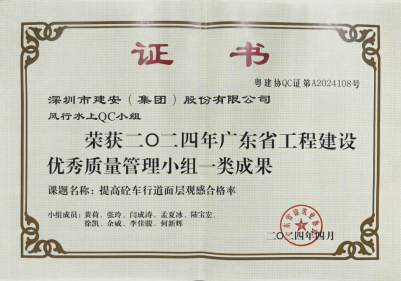 证 书
粤建协QC证第A2024108号
深圳市建安（集团）股份有限公司
风行水上QC小组
荣获二〇二四年广东省工程建设
优秀质量管理小组一类成果
课题名称：提高砼车行道面层观感合格率
小组成员：黄荷、张玲、闫成涛、孟夏冰、陆宝宏、
徐凯、余威、李佳骏、何新辉
二〇二四年四月